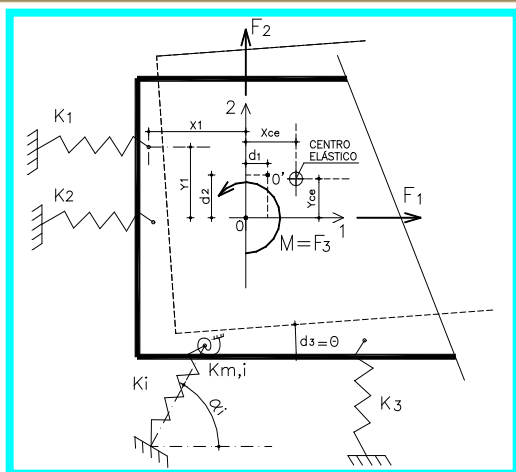 F2
K1
X1
2
Xce
CENTRO
ELÁSTICO
d1
0'
K2
Y1
d2
Yce
F1
0
1
M=F3
d3=θ
Km,i
Ki
αi
K3